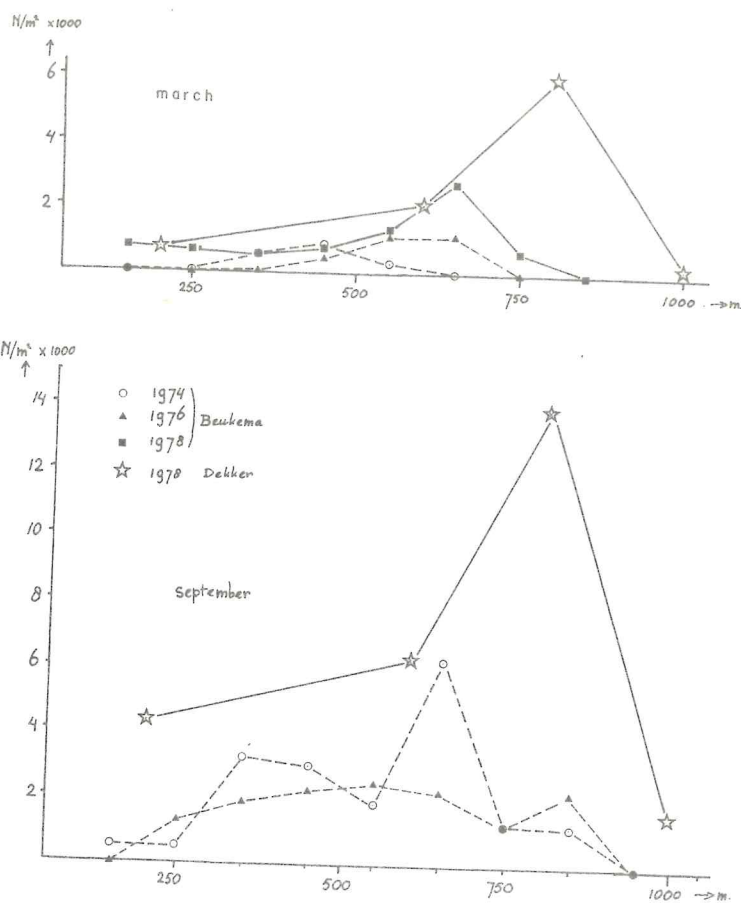 N/m² x1000
6
march
4
2
250 500 750 1000 → m.
N/m² x1000
14
1974
1976 Beukema
1978
1978 Dekker
12
10
8 September
6
4
2
250 500 750 1000 → m.